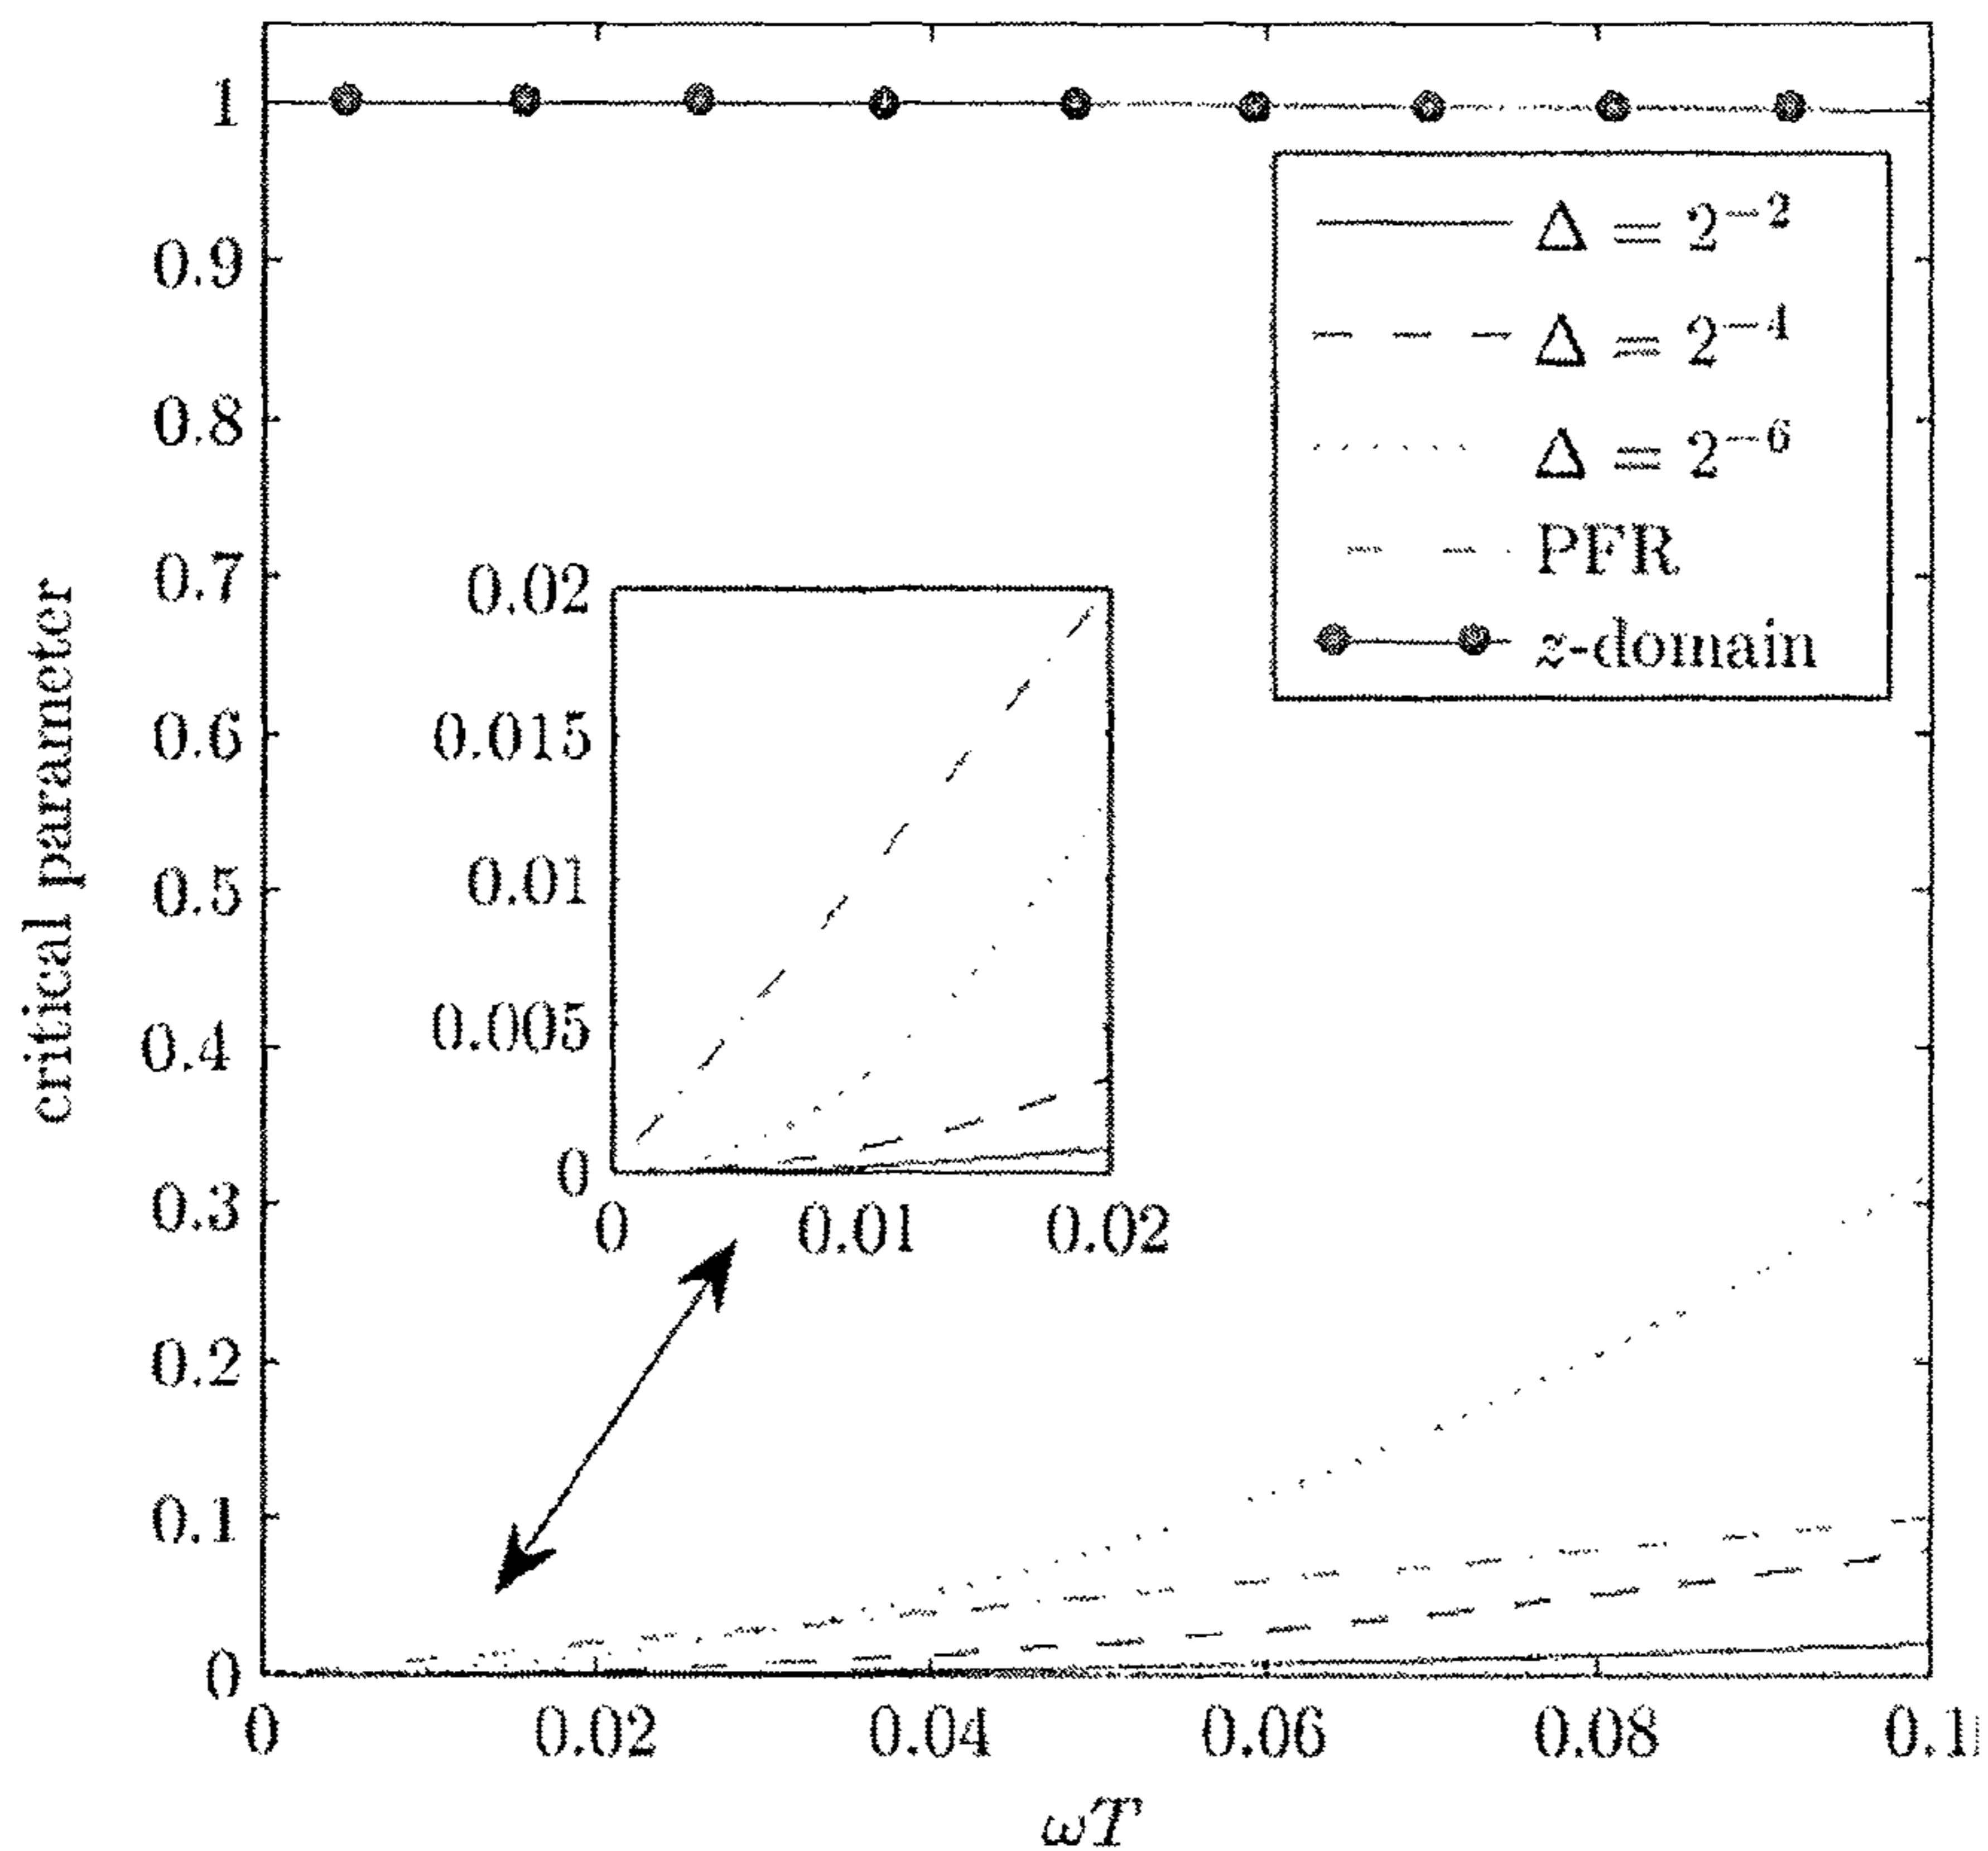 1
0.9
0.8
0.7
0.6
0.5
0.4
0.3
0.2
0.1
0
critical parameter
Δ = 2⁻²
Δ = 2⁻⁴
Δ = 2⁻⁶
PFR
z-domain
0.02
0.015
0.01
0.005
0
0 0.01 0.02
0 0.02 0.04 0.06 0.08 0.1
ωT